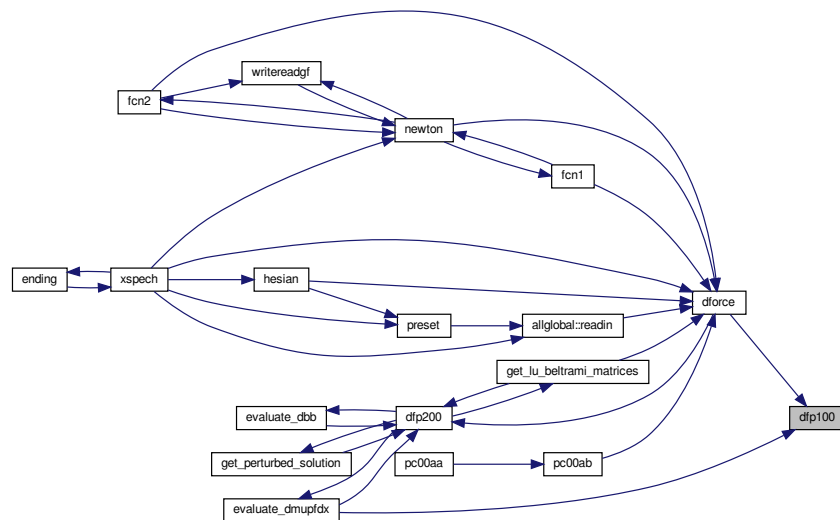 writereadgf
fcn2
newton
fcn1
ending
xspech
hesian
dforce
preset
allglobal::readin
get_lu_beltrami_matrices
evaluate_dbb
dfp200
dfp100
get_perturbed_solution
pc00aa
pc00ab
evaluate_dmupfdx